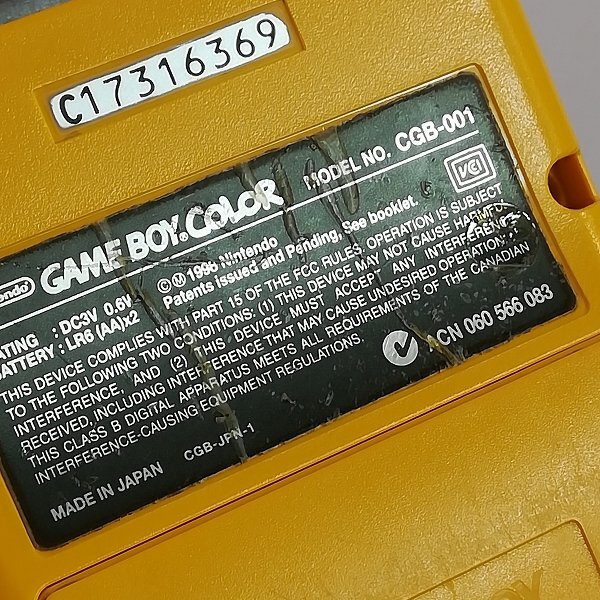 C17316369
MODEL NO. CGB-001
GAME BOY COLOR
VCI
©Ⓜ 1998 Nintendo
Patents Issued and Pending, See booklet.
: DC3V 0.6W
BATTERY : LR6 (AA)x2
THIS DEVICE COMPLIES WITH PART 15 OF THE FCC RULES. OPERATION IS SUBJECT
TO THE FOLLOWING TWO CONDITIONS: (1) THIS DEVICE MAY NOT CAUSE HARMFUL
INTERFERENCE, AND (2) THIS DEVICE MUST ACCEPT ANY INTERFERENCE
RECEIVED, INCLUDING INTERFERENCE THAT MAY CAUSE UNDESIRED OPERATION.
THIS CLASS B DIGITAL APPARATUS MEETS ALL REQUIREMENTS OF THE CANADIAN
INTERFERENCE-CAUSING EQUIPMENT REGULATIONS.
ACN 060 566 083
MADE IN JAPAN CGB-JPN-1